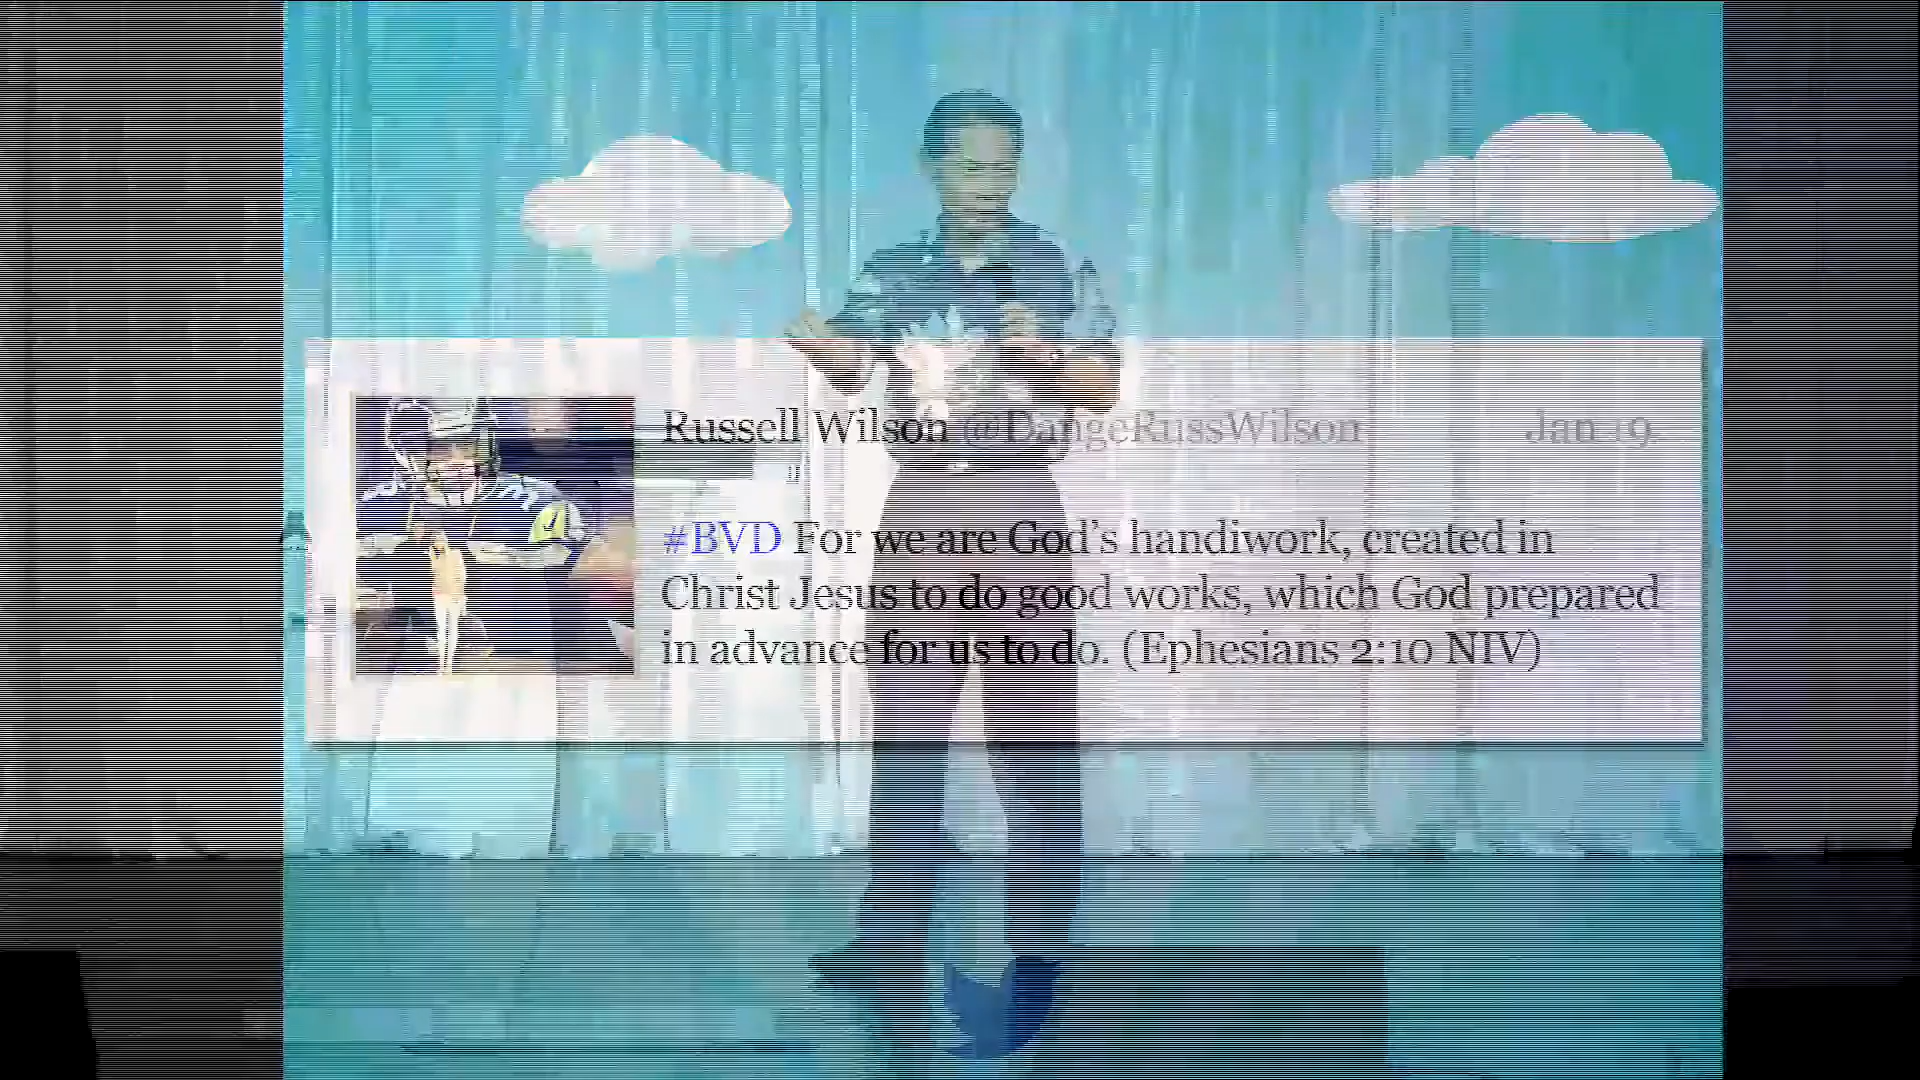 Russell Wilson @DangeRussWilson Jan 19
#BVD For we are God's handiwork, created in
Christ Jesus to do good works, which God prepared
in advance for us to do. (Ephesians 2:10 NIV)